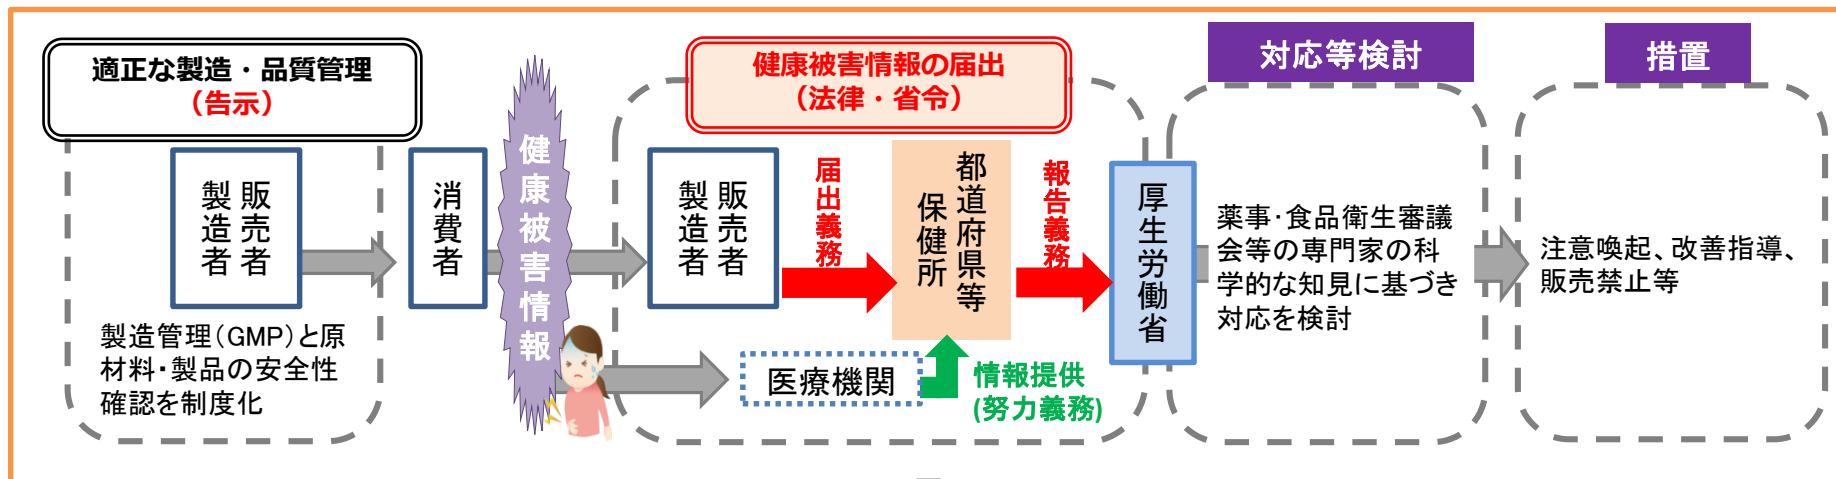 適正な製造・品質管理
（告示）
製造者
販売者
製造管理（GMP）と原
材料・製品の安全性
確認を制度化
消費者
健康被害情報
健康被害情報の届出
（法律・省令）
製造者
販売者
届出義務
都道府県等
保健所
報告義務
医療機関
情報提供
(努力義務)
厚生労働省
対応等検討
薬事・食品衛生審議
会等の専門家の科
学的な知見に基づき
対応を検討
措置
注意喚起、改善指導、
販売禁止等